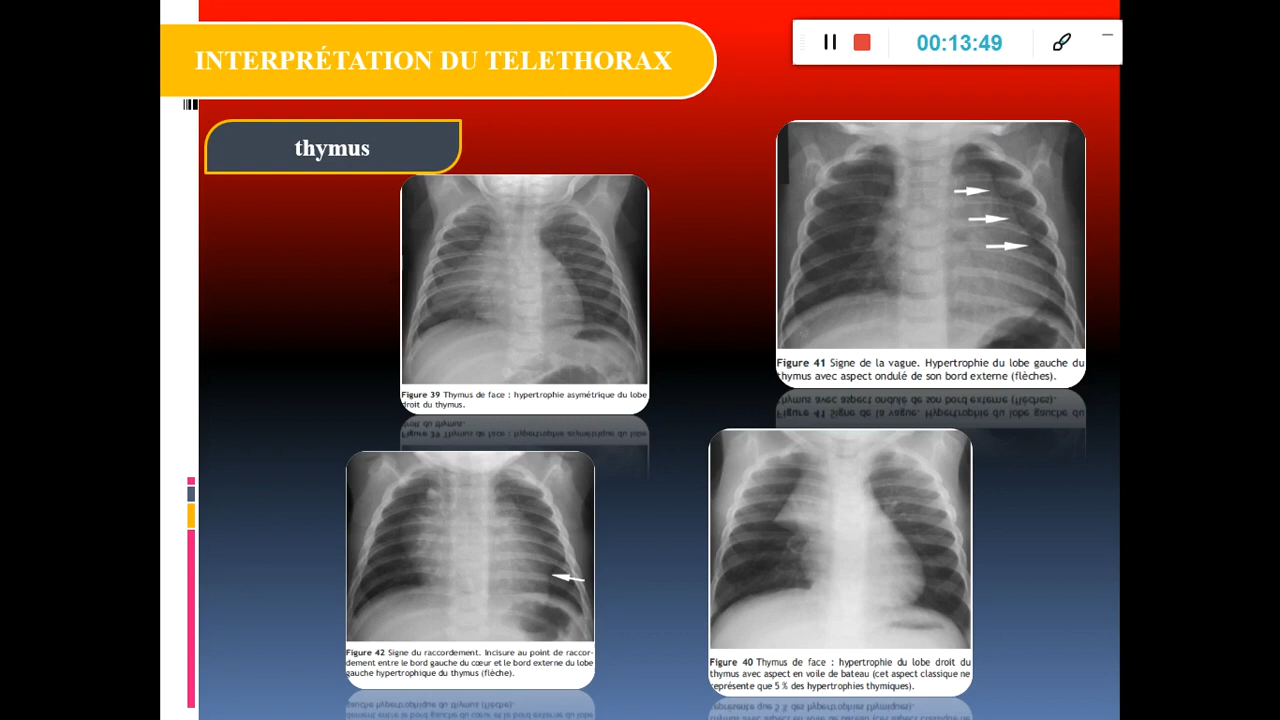 INTERPRÉTATION DU TELETHORAX
00:13:49
thymus
Figure 39 Thymus de face : hypertrophie asymétrique du lobe
droit du thymus.
Figure 41 Signe de la vague. Hypertrophie du lobe gauche du
thymus avec aspect ondulé de son bord externe (flèches).
Figure 42 Signe du raccordement. Incisure au point de raccor-
dement entre le bord gauche du cœur et le bord externe du lobe
gauche hypertrophique du thymus (flèche).
Figure 40 Thymus de face : hypertrophie du lobe droit du
thymus avec aspect en voile de bateau (cet aspect classique ne
représente que 5 % des hypertrophies thymiques).